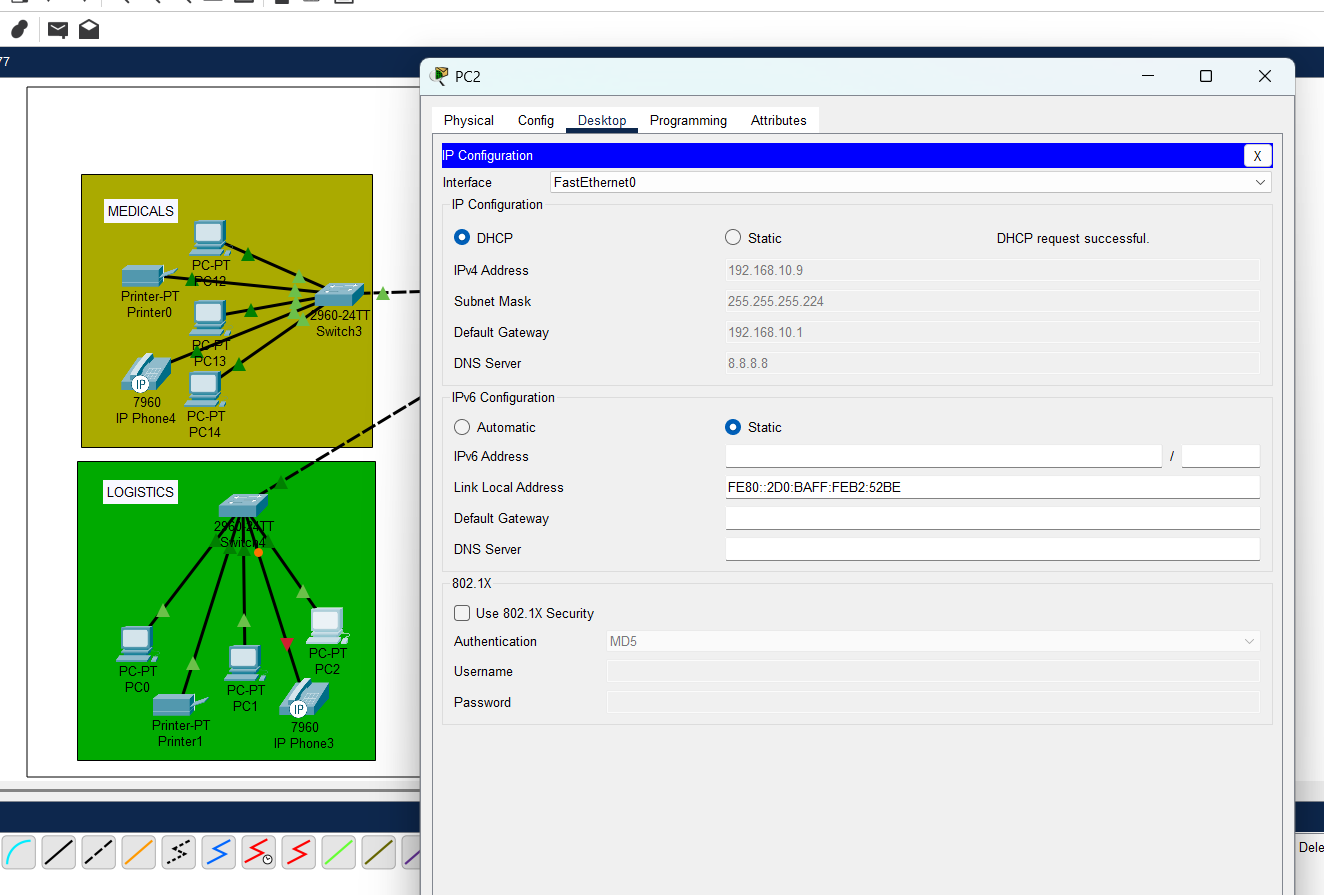 77
PC2
Physical Config Desktop Programming Attributes
IP Configuration X
Interface FastEthernet0
IP Configuration
DHCP Static DHCP request successful.
IPv4 Address 192.168.10.9
Subnet Mask 255.255.255.224
Default Gateway 192.168.10.1
DNS Server 8.8.8.8
IPv6 Configuration
Automatic Static
IPv6 Address /
Link Local Address FE80::2D0:BAFF:FEB2:52BE
Default Gateway
DNS Server
802.1X
Use 802.1X Security
Authentication MD5
Username
Password
MEDICALS
PC-PT
PC12
Printer-PT
Printer0
2960-24TT
Switch3
PC-PT
PC13
IP
7960
IP Phone4
PC-PT
PC14
LOGISTICS
2960-24TT
Switch4
PC-PT
PC0
Printer-PT
Printer1
PC-PT
PC1
PC-PT
PC2
IP
7960
IP Phone3
Dele